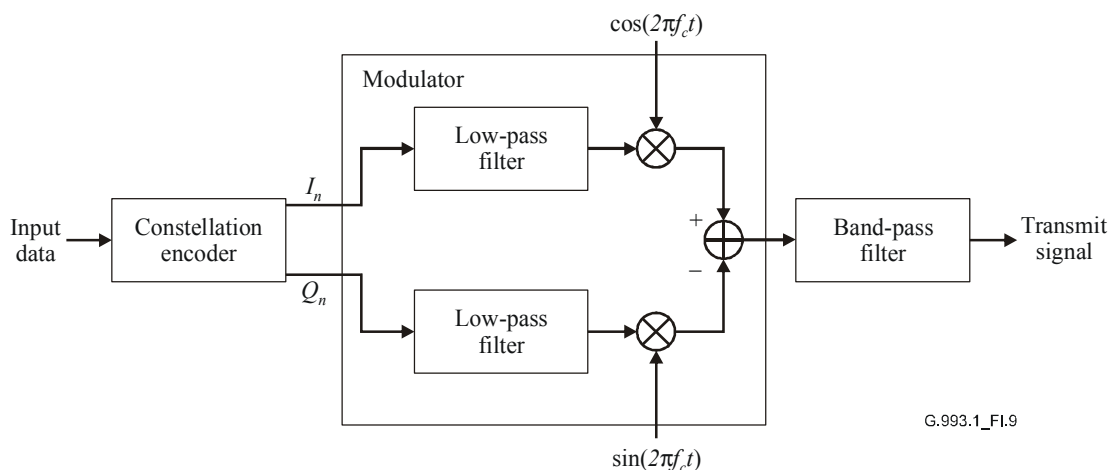 cos(2πf_ct)
Modulator
Low-pass
filter
I_n
Input
data
Constellation
encoder
+
−
Band-pass
filter
Transmit
signal
Q_n
Low-pass
filter
G.993.1_FI.9
sin(2πf_ct)